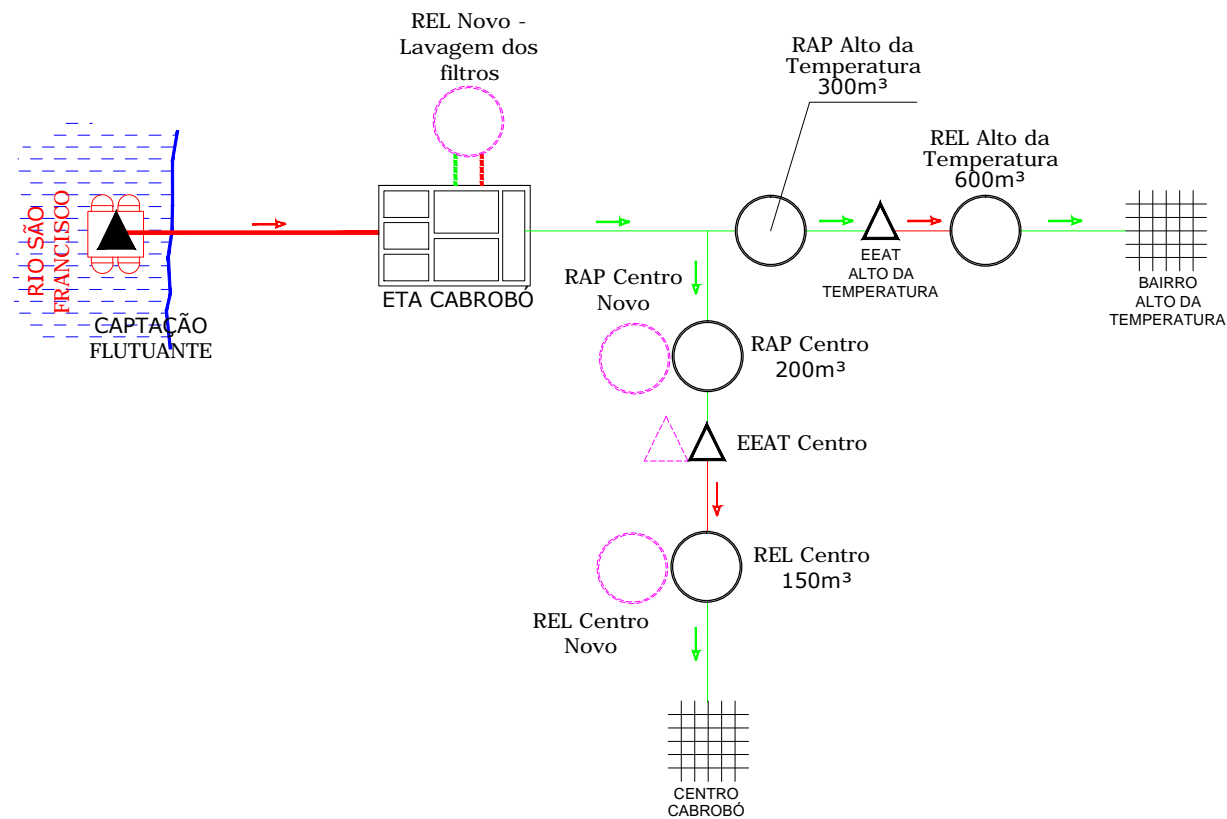 REL Novo -
Lavagem dos
filtros
RAP Alto da
Temperatura
300m³
REL Alto da
Temperatura
600m³
RIO SÃO
FRANCISCO
CAPTAÇÃO
FLUTUANTE
ETA CABROBÓ
RAP Centro
Novo
EEAT
ALTO DA
TEMPERATURA
BAIRRO
ALTO DA
TEMPERATURA
RAP Centro
200m³
EEAT Centro
REL Centro
150m³
REL Centro
Novo
CENTRO
CABROBÓ